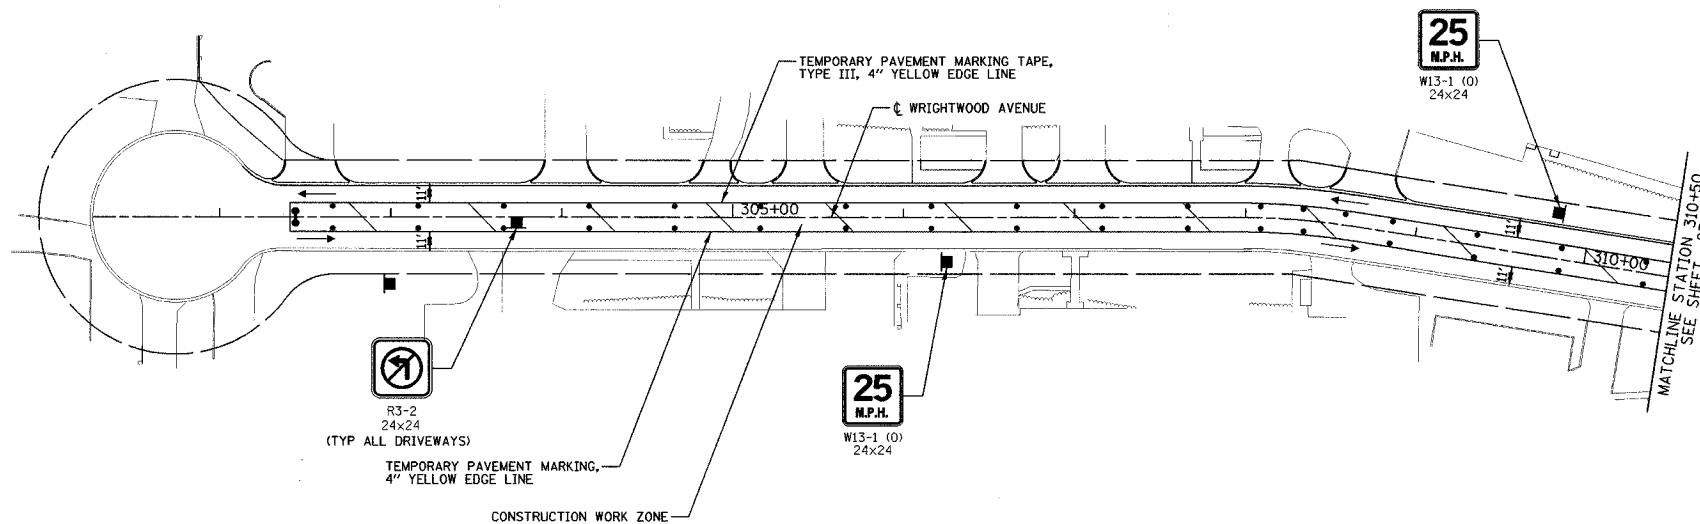 25
M.P.H.
W13-1 (O)
24x24
TEMPORARY PAVEMENT MARKING TAPE,
TYPE III, 4" YELLOW EDGE LINE
℄ WRIGHTWOOD AVENUE
11'
305+00
11'
11'
11'
310+00
MATCHLINE STATION 310+50
SEE SHEET
R3-2
24x24
(TYP ALL DRIVEWAYS)
25
M.P.H.
W13-1 (O)
24x24
TEMPORARY PAVEMENT MARKING,
4" YELLOW EDGE LINE
CONSTRUCTION WORK ZONE